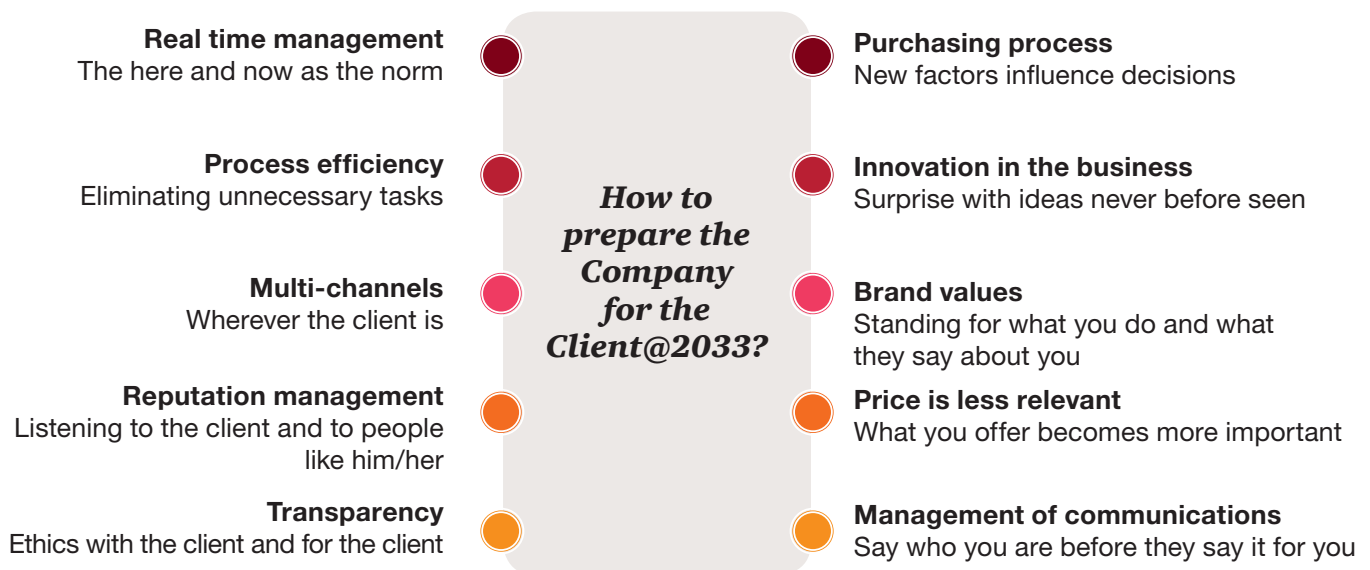 Real time management
The here and now as the norm
Process efficiency
Eliminating unnecessary tasks
Multi-channels
Wherever the client is
Reputation management
Listening to the client and to people
like him/her
Transparency
Ethics with the client and for the client
How to
prepare the
Company
for the
Client@2033?
Purchasing process
New factors influence decisions
Innovation in the business
Surprise with ideas never before seen
Brand values
Standing for what you do and what
they say about you
Price is less relevant
What you offer becomes more important
Management of communications
Say who you are before they say it for you